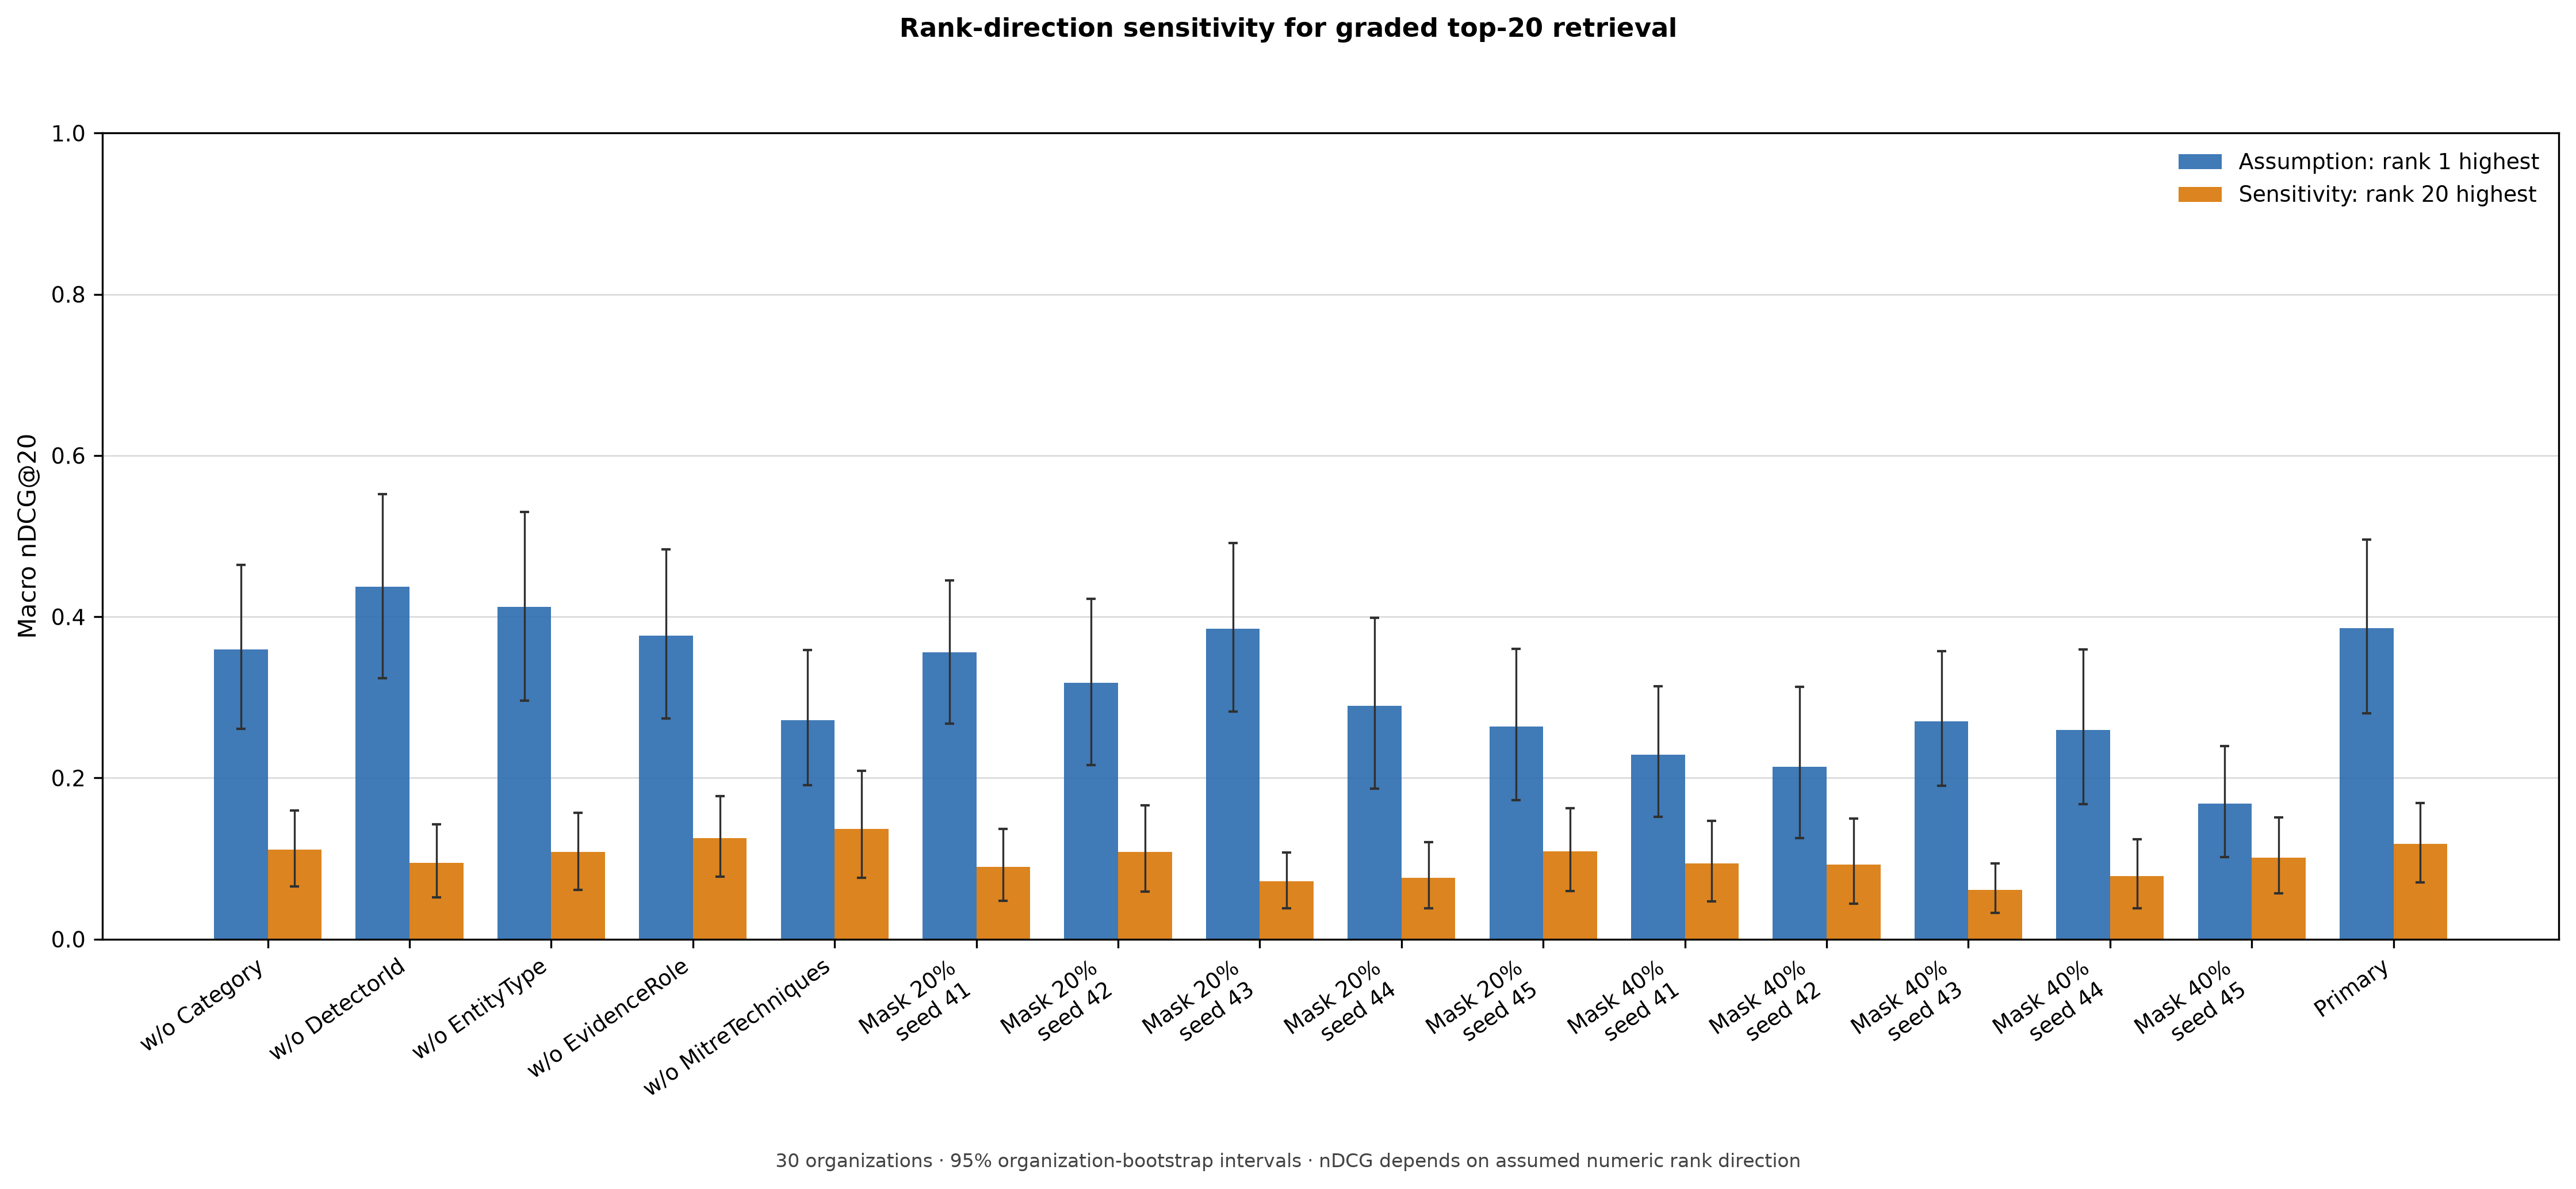 Rank-direction sensitivity for graded top-20 retrieval
1.0
0.8
0.6
0.4
0.2
0.0
Macro nDCG@20
Assumption: rank 1 highest
Sensitivity: rank 20 highest
w/o Category
w/o DetectorId
w/o EntityType
w/o EvidenceRole
w/o MitreTechniques
Mask 20%
seed 41
Mask 20%
seed 42
Mask 20%
seed 43
Mask 20%
seed 44
Mask 20%
seed 45
Mask 40%
seed 41
Mask 40%
seed 42
Mask 40%
seed 43
Mask 40%
seed 44
Mask 40%
seed 45
Primary
30 organizations · 95% organization-bootstrap intervals · nDCG depends on assumed numeric rank direction